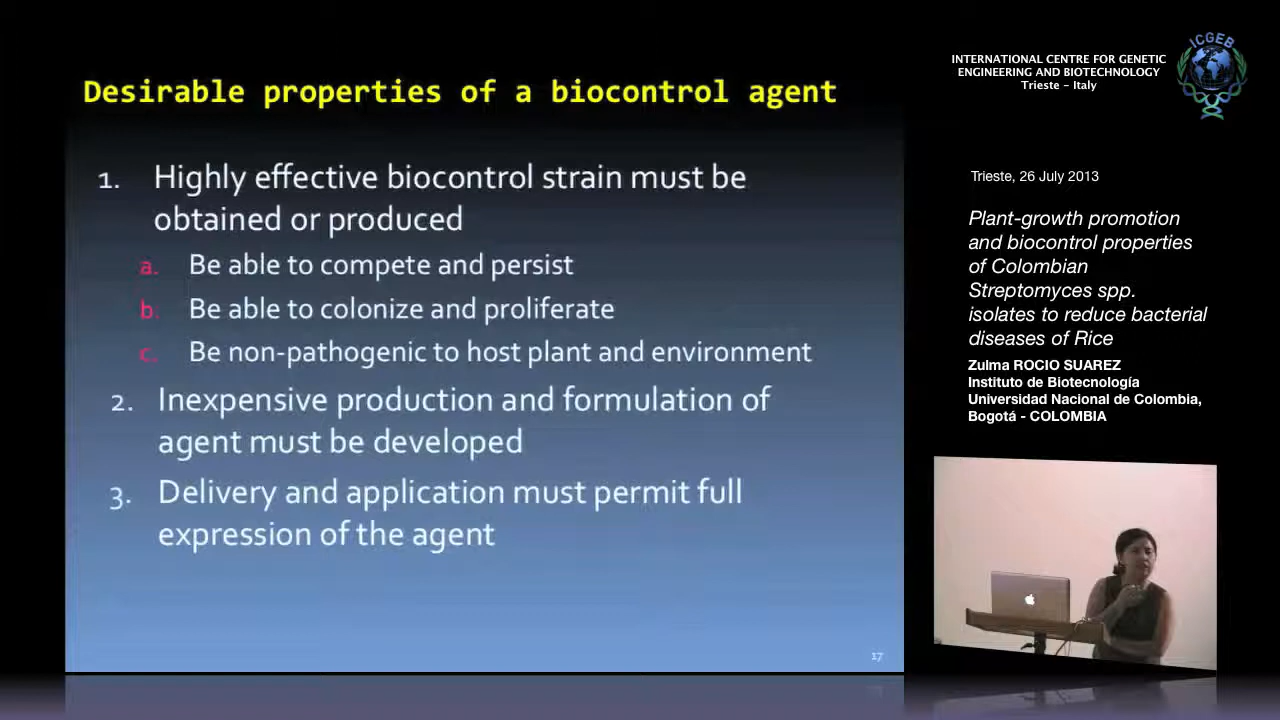 Desirable properties of a biocontrol agent
1. Highly effective biocontrol strain must be
obtained or produced
a. Be able to compete and persist
b. Be able to colonize and proliferate
c. Be non-pathogenic to host plant and environment
2. Inexpensive production and formulation of
agent must be developed
3. Delivery and application must permit full
expression of the agent
17
INTERNATIONAL CENTRE FOR GENETIC
ENGINEERING AND BIOTECHNOLOGY
Trieste - Italy
ICGEB
Trieste, 26 July 2013
Plant-growth promotion
and biocontrol properties
of Colombian
Streptomyces spp.
isolates to reduce bacterial
diseases of Rice
Zulma ROCIO SUAREZ
Instituto de Biotecnología
Universidad Nacional de Colombia,
Bogotá - COLOMBIA